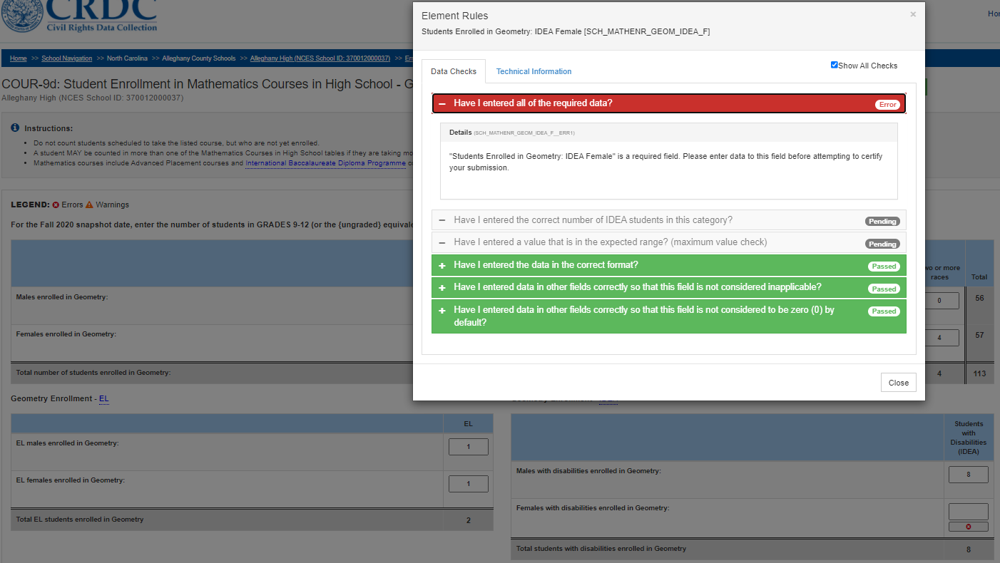 CRDC
Civil Rights Data Collection
Home >> School Navigation >> North Carolina >> Alleghany County Schools >> Alleghany High (NCES School ID: 370012000037) >>
COUR-9d: Student Enrollment in Mathematics Courses in High School - G
Alleghany High (NCES School ID: 370012000037)
Instructions:
Do not count students scheduled to take the listed course, but who are not yet enrolled.
A student MAY be counted in more than one of the Mathematics Courses in High School tables if they are taking mo
Mathematics courses include Advanced Placement courses and International Baccalaureate Diploma Programme
LEGEND: Errors Warnings
For the Fall 2020 snapshot date, enter the number of students in GRADES 9-12 (or the {ungraded} equivale
wo or more
races
Total
Males enrolled in Geometry:
0 56
Females enrolled in Geometry:
4 57
Total number of students enrolled in Geometry:
4 113
Geometry Enrollment - EL
EL
EL males enrolled in Geometry:
1
EL females enrolled in Geometry:
1
Total EL students enrolled in Geometry
2
Students
with
Disabilities
(IDEA)
Males with disabilities enrolled in Geometry:
8
Females with disabilities enrolled in Geometry:
Total students with disabilities enrolled in Geometry
8
Element Rules
×
Students Enrolled in Geometry: IDEA Female [SCH_MATHENR_GEOM_IDEA_F]
Data Checks
Technical Information
Show All Checks
Have I entered all of the required data?
Error
Details (SCH_MATHENR_GEOM_IDEA_F__ERR1)
"Students Enrolled in Geometry: IDEA Female" is a required field. Please enter data to this field before attempting to certify
your submission.
Have I entered the correct number of IDEA students in this category?
Pending
Have I entered a value that is in the expected range? (maximum value check)
Pending
Have I entered the data in the correct format?
Passed
Have I entered data in other fields correctly so that this field is not considered inapplicable?
Passed
Have I entered data in other fields correctly so that this field is not considered to be zero (0) by
default?
Passed
Close